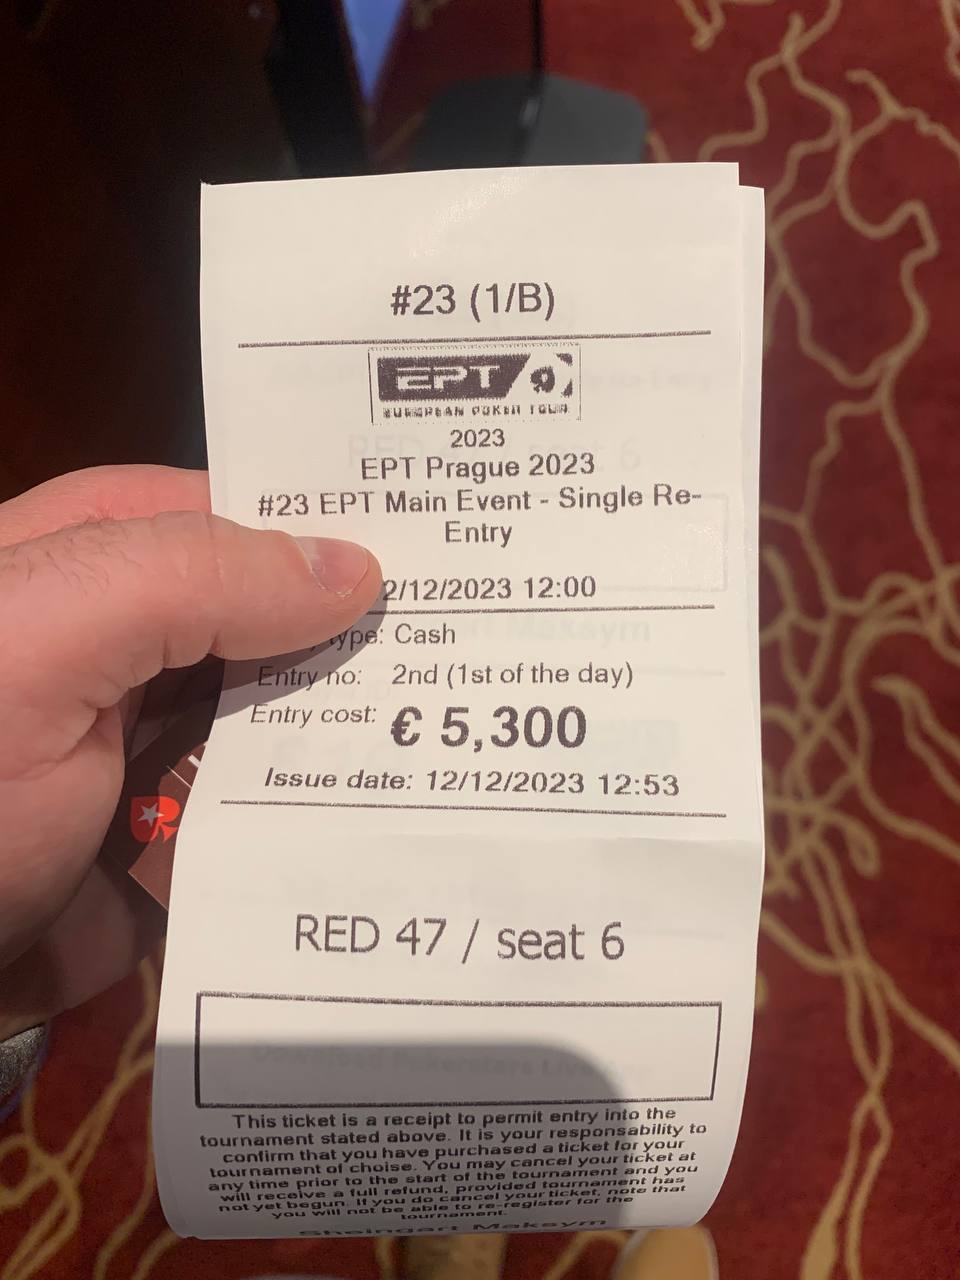 #23 (1/B)
EPT
EUROPEAN POKER TOUR
2023
EPT Prague 2023
#23 EPT Main Event - Single Re-
Entry
2/12/2023 12:00
ype: Cash
Entry no: 2nd (1st of the day)
Entry cost: € 5,300
Issue date: 12/12/2023 12:53
RED 47 / seat 6
This ticket is a receipt to permit entry into the
tournament stated above. It is your responsability to
confirm that you have purchased a ticket for your
tournament of choise. You may cancel your ticket at
any time prior to the start of the tournament and you
will receive a full refund, provided tournament has
not yet begun. If you do cancel your ticket, note that
you will not be able to re-register for the
tournament.
Sheingart Maksym